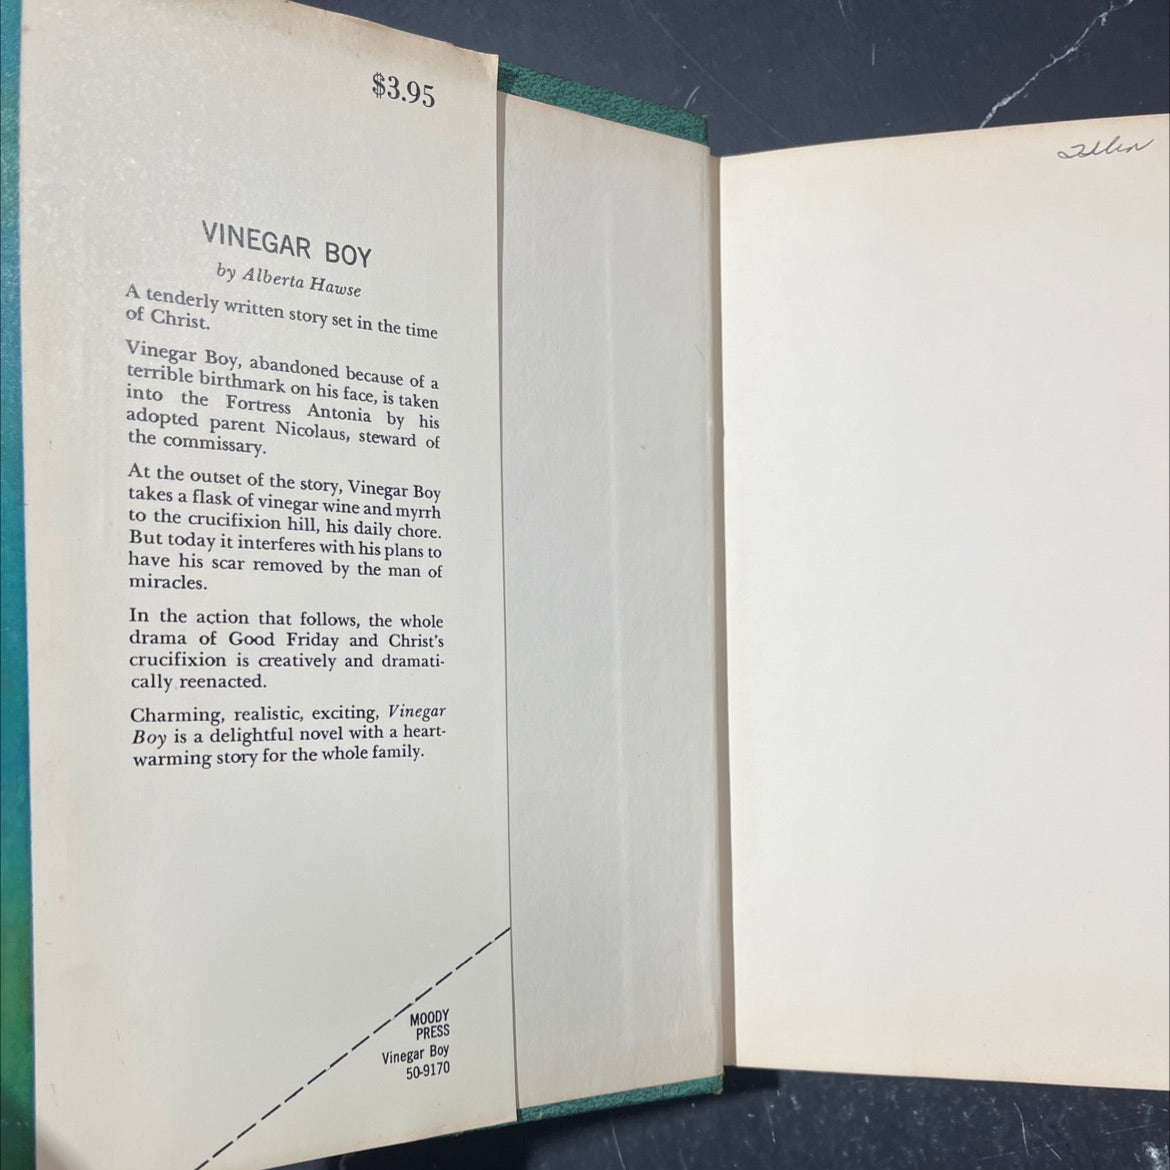 $3.95
VINEGAR BOY
by Alberta Hawse
A tenderly written story set in the time
of Christ.
Vinegar Boy, abandoned because of a
terrible birthmark on his face, is taken
into the Fortress Antonia by his
adopted parent Nicolaus, steward of
the commissary.
At the outset of the story, Vinegar Boy
takes a flask of vinegar wine and myrrh
to the crucifixion hill, his daily chore.
But today it interferes with his plans to
have his scar removed by the man of
miracles.
In the action that follows, the whole
drama of Good Friday and Christ's
crucifixion is creatively and dramati-
cally reenacted.
Charming, realistic, exciting, Vinegar
Boy is a delightful novel with a heart-
warming story for the whole family.
MOODY
PRESS
Vinegar Boy
50-9170